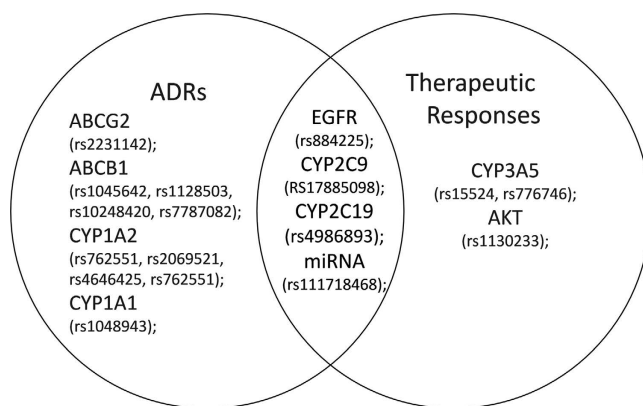 ADRs
ABCG2
(rs2231142);
ABCB1
(rs1045642, rs1128503,
rs10248420, rs7787082);
CYP1A2
(rs762551, rs2069521,
rs4646425, rs762551);
CYP1A1
(rs1048943);
EGFR
(rs884225);
CYP2C9
(RS17885098);
CYP2C19
(rs4986893);
miRNA
(rs111718468);
Therapeutic
Responses
CYP3A5
(rs15524, rs776746);
AKT
(rs1130233);